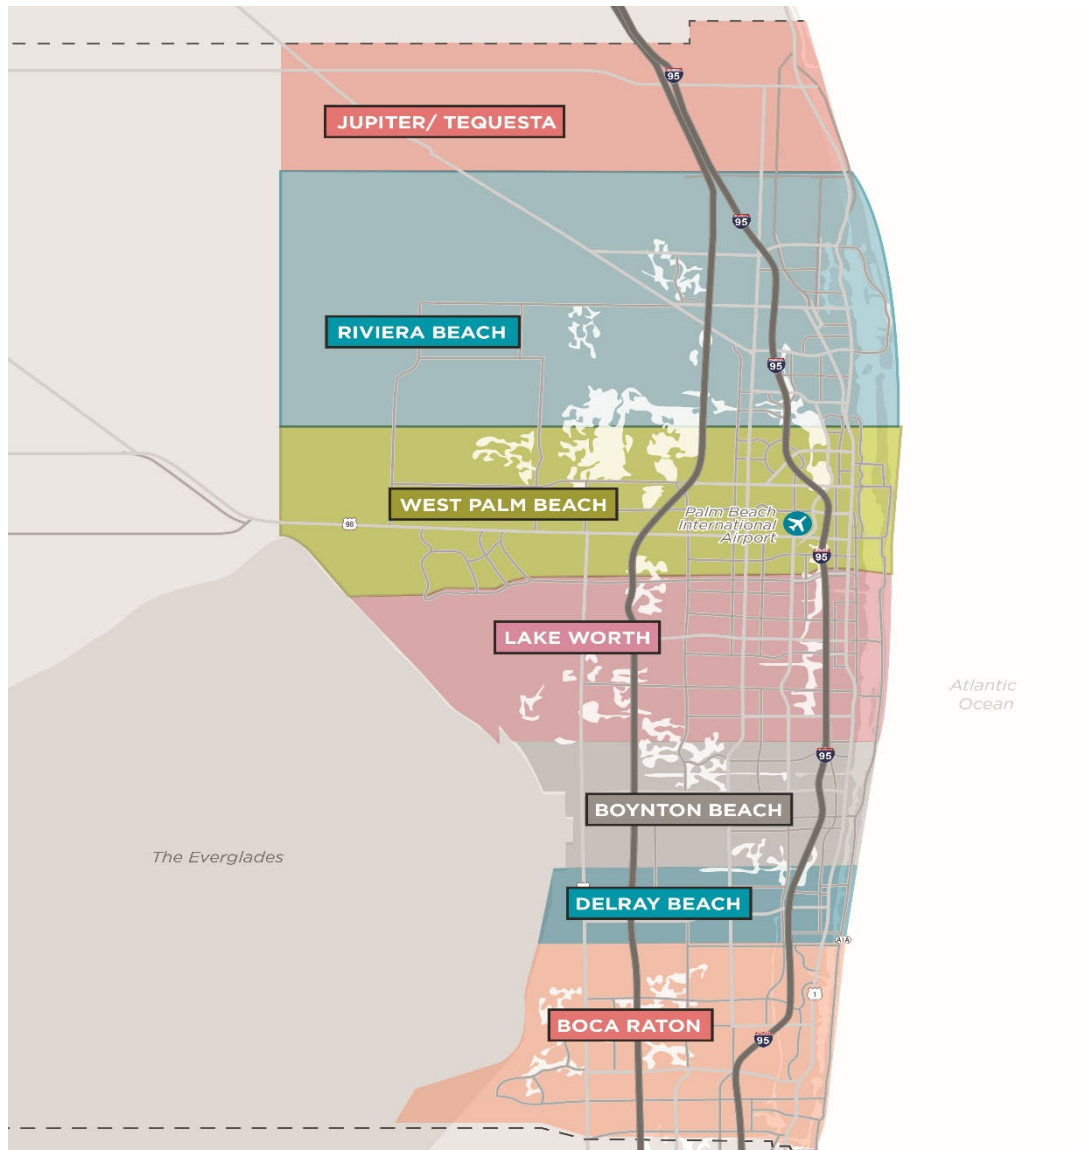 95
JUPITER/ TEQUESTA
95
RIVIERA BEACH
95
WEST PALM BEACH
98
Palm Beach
International
Airport
95
LAKE WORTH
Atlantic
Ocean
95
BOYNTON BEACH
The Everglades
DELRAY BEACH
A1A
1
BOCA RATON
95